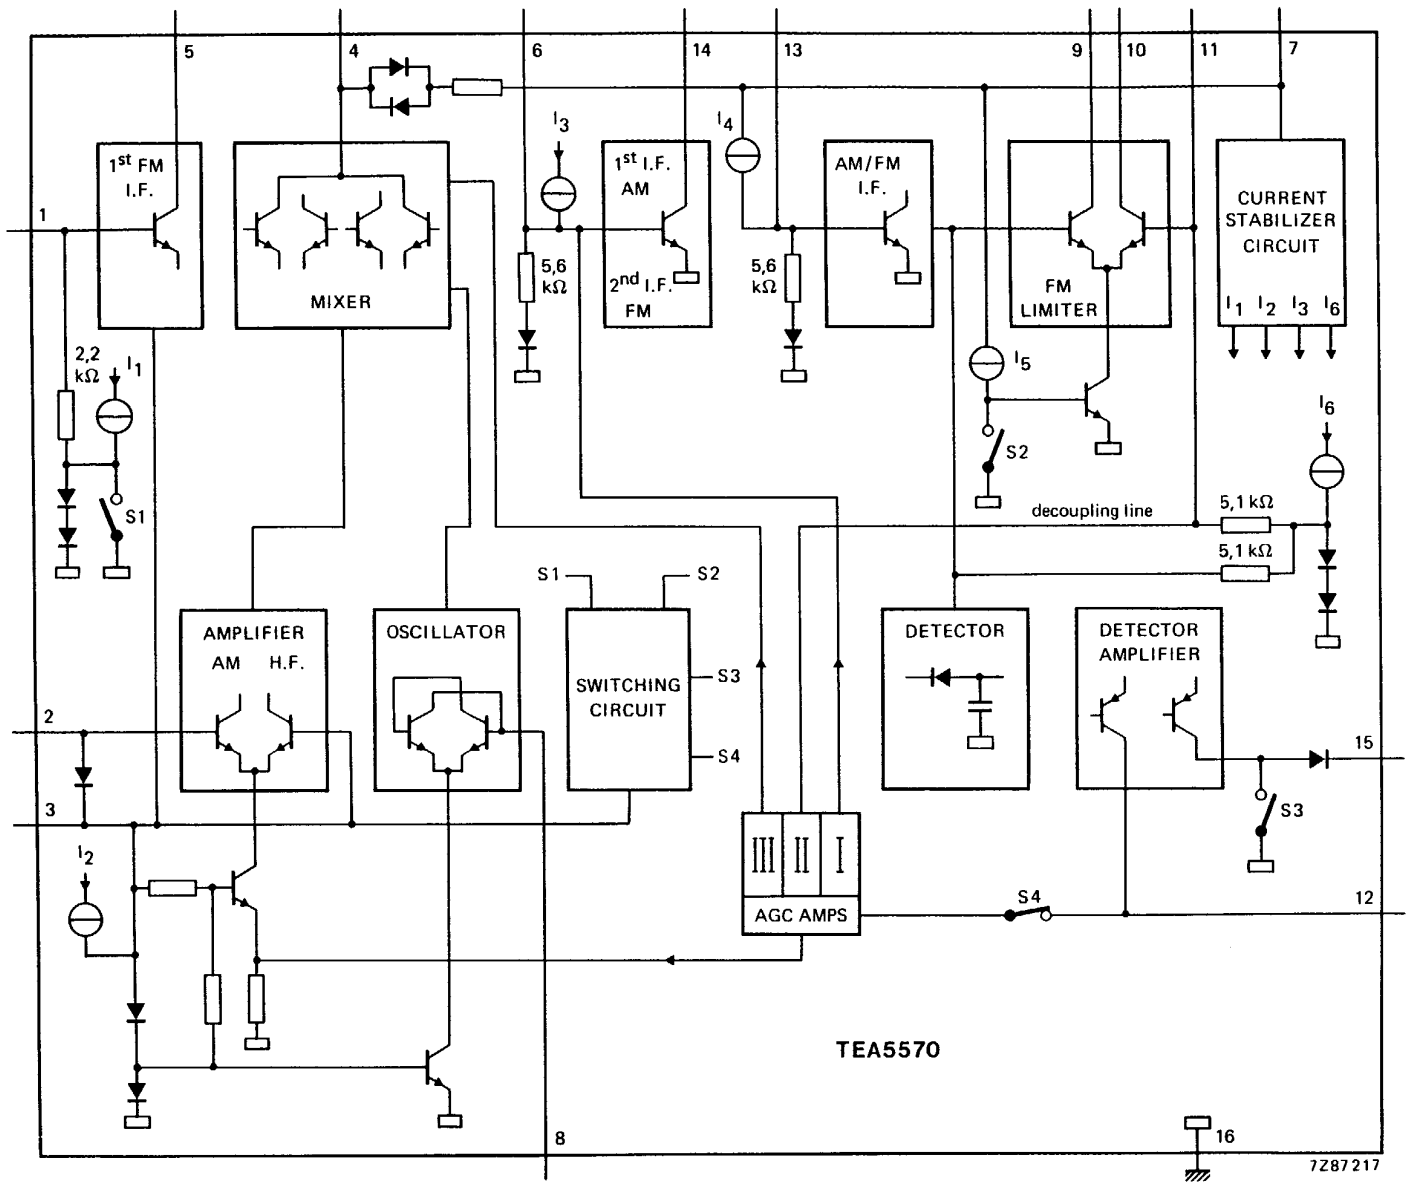 5
4
6
14
13
9
10
11
7
I3
I4
1st FM
I.F.
1st I.F.
AM
AM/FM
I.F.
CURRENT
STABILIZER
CIRCUIT
1
5,6
kΩ
5,6
kΩ
2nd I.F.
FM
MIXER
FM
LIMITER
I1 I2 I3 I6
2,2
kΩ
I1
I5
I6
S2
S1
decoupling line
5,1 kΩ
5,1 kΩ
S1
S2
AMPLIFIER
AM H.F.
OSCILLATOR
DETECTOR
DETECTOR
AMPLIFIER
SWITCHING
CIRCUIT
S3
S4
2
15
3
S3
I2
III II I
AGC AMPS
S4
12
TEA5570
8
16
7Z87217